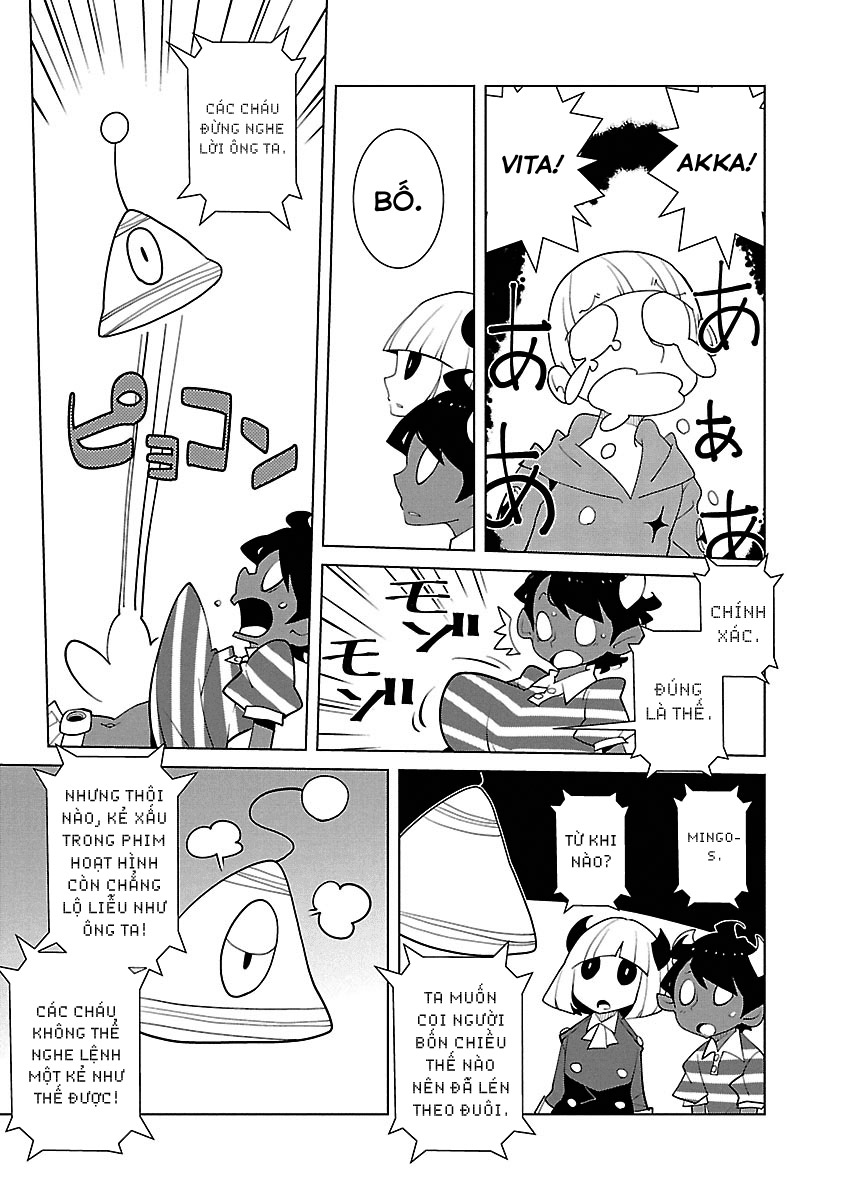 AKKA!
VITA!
あ
あ
あ
あ
あ
あ
BỐ.
CÁC CHÁU
ĐỪNG NGHE
LỜI ÔNG TA.
ピョコン
CHÍNH
XÁC.
ĐÚNG
LÀ THẾ.
モゾ
モゾ
MINGO-
S.
TỪ KHI
NÀO?
TA MUỐN
COI NGƯỜI
BỐN CHIỀU
THẾ NÀO
NÊN ĐÃ LÉN
THEO ĐUÔI.
NHƯNG THÔI
NÀO, KẺ XẤU
TRONG PHIM
HOẠT HÌNH
CÒN CHẲNG
LỘ LIỄU NHƯ
ÔNG TA!
CÁC CHÁU
KHÔNG THỂ
NGHE LỆNH
MỘT KẺ NHƯ
THẾ ĐƯỢC!